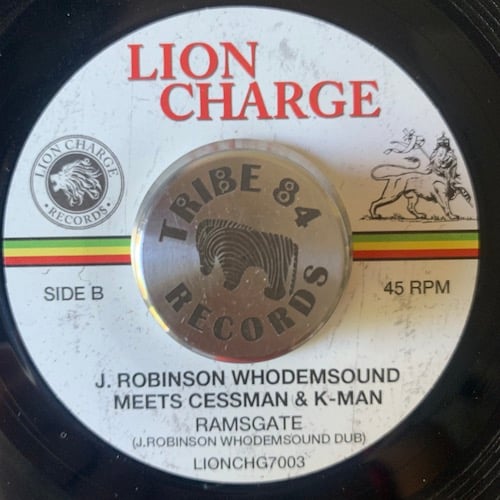 LION
CHARGE
LION CHARGE
RECORDS
TRIBE 84
RECORDS
SIDE B
45 RPM
J. ROBINSON WHODEMSOUND
MEETS CESSMAN & K-MAN
RAMSGATE
(J.ROBINSON WHODEMSOUND DUB)
LIONCHG7003